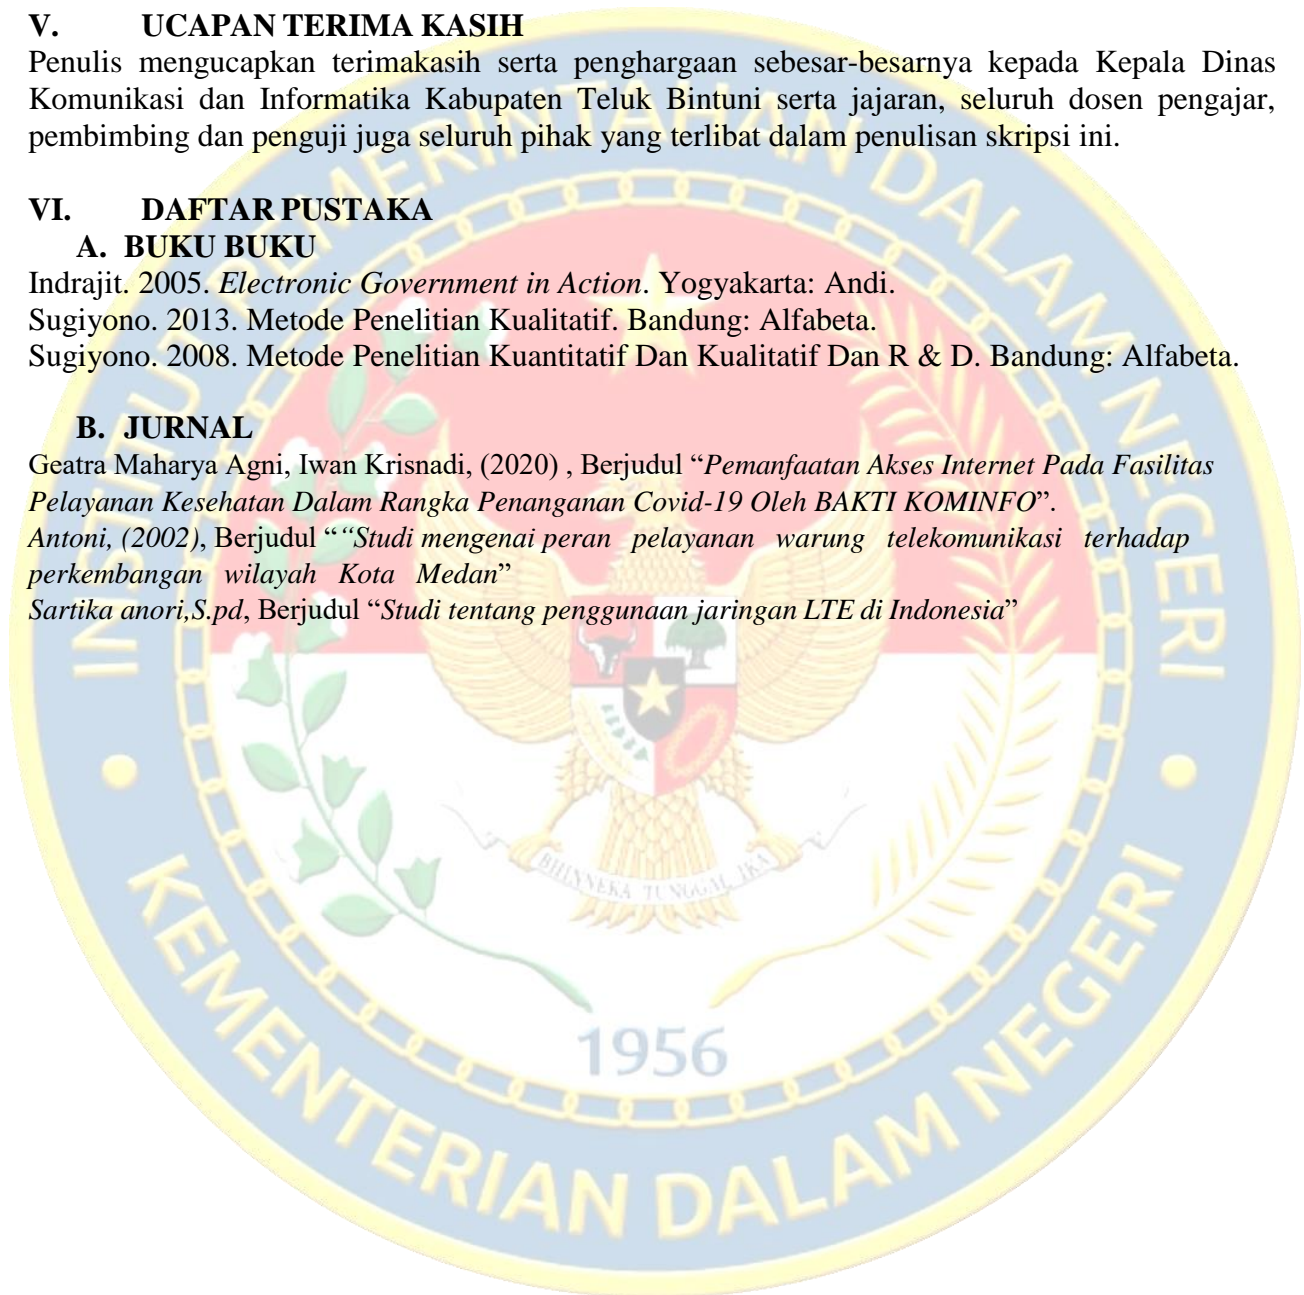 V. UCAPAN TERIMA KASIH
Penulis mengucapkan terimakasih serta penghargaan sebesar-besarnya kepada Kepala Dinas
Komunikasi dan Informatika Kabupaten Teluk Bintuni serta jajaran, seluruh dosen pengajar,
pembimbing dan penguji juga seluruh pihak yang terlibat dalam penulisan skripsi ini.
VI. DAFTAR PUSTAKA
A. BUKU BUKU
Indrajit. 2005. Electronic Government in Action. Yogyakarta: Andi.
Sugiyono. 2013. Metode Penelitian Kualitatif. Bandung: Alfabeta.
Sugiyono. 2008. Metode Penelitian Kuantitatif Dan Kualitatif Dan R & D. Bandung: Alfabeta.
B. JURNAL
Geatra Maharya Agni, Iwan Krisnadi, (2020) , Berjudul “Pemanfaatan Akses Internet Pada Fasilitas
Pelayanan Kesehatan Dalam Rangka Penanganan Covid-19 Oleh BAKTI KOMINFO”.
Antoni, (2002), Berjudul ““Studi mengenai peran pelayanan warung telekomunikasi terhadap
perkembangan wilayah Kota Medan”
Sartika anori,S.pd, Berjudul “Studi tentang penggunaan jaringan LTE di Indonesia”
INSTITUT PEMERINTAHAN DALAM NEGERI
BHINNEKA TUNGGAL IKA
1956
KEMENTERIAN DALAM NEGERI